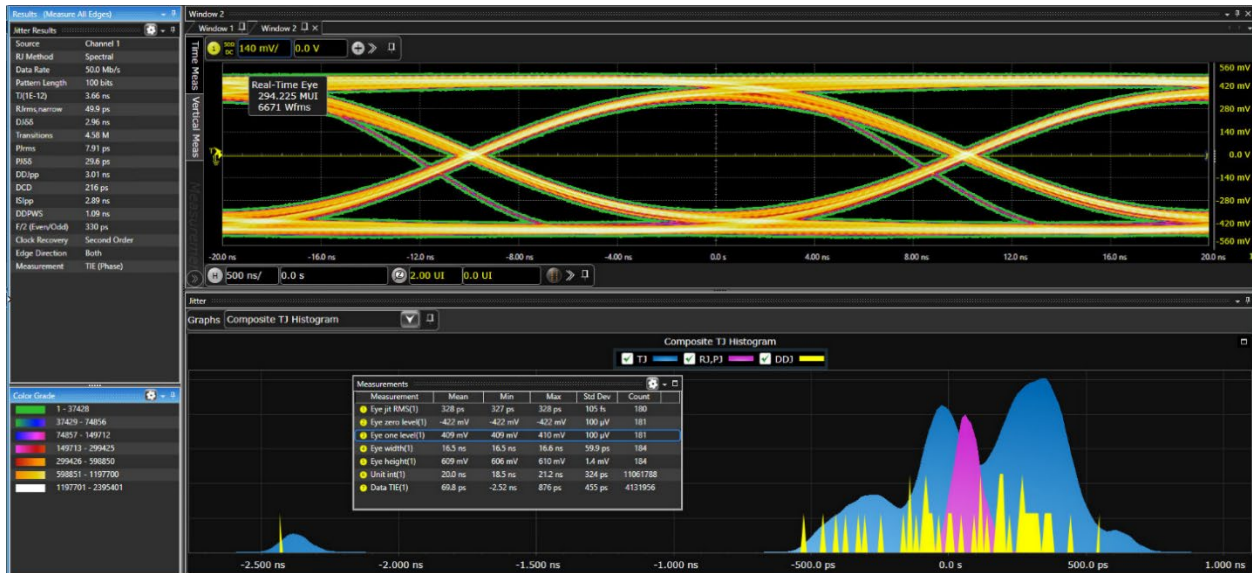 Results (Measure All Edges)
Jitter Results
Source Channel 1
RJ Method Spectral
Data Rate 50.0 Mb/s
Pattern Length 100 bits
TJ(1E-12) 3.66 ns
RJrms,narrow 49.9 ps
DJδδ 2.96 ns
Transitions 4.58 M
PJrms 7.91 ps
PJδδ 29.6 ps
DDJpp 3.01 ns
DCD 216 ps
ISIpp 2.89 ns
DDPWS 1.09 ns
F/2 (Even/Odd) 330 ps
Clock Recovery Second Order
Edge Direction Both
Measurement TIE (Phase)
Color Grade
1 - 37428
37429 - 74856
74857 - 149712
149713 - 299425
299426 - 598850
598851 - 1197700
1197701 - 2395401
Window 2
Window 1 Window 2
Time Meas
Vertical Meas
Measurements
1 50Ω DC 140 mV/ 0.0 V
Real-Time Eye
294.225 MUI
6671 Wfms
560 mV
420 mV
280 mV
140 mV
0.0 V
-140 mV
-280 mV
-420 mV
-560 mV
-20.0 ns -16.0 ns -12.0 ns -8.00 ns -4.00 ns 0.0 s 4.00 ns 8.00 ns 12.0 ns 16.0 ns 20.0 ns
H 500 ns/ 0.0 s Z 2.00 UI 0.0 UI
Jitter
Graphs Composite TJ Histogram
Composite TJ Histogram
TJ RJ,PJ DDJ
Measurements
Measurement Mean Min Max Std Dev Count
1 Eye jit RMS(1) 328 ps 327 ps 328 ps 105 fs 180
2 Eye zero level(1) -422 mV -422 mV -422 mV 100 µV 181
3 Eye one level(1) 409 mV 409 mV 410 mV 100 µV 181
4 Eye width(1) 16.5 ns 16.5 ns 16.6 ns 59.9 ps 184
5 Eye height(1) 609 mV 606 mV 610 mV 1.4 mV 184
6 Unit int(1) 20.0 ns 18.5 ns 21.2 ns 324 ps 11061788
7 Data TIE(1) 69.8 ps -2.52 ns 876 ps 455 ps 4131956
-2.500 ns -2.000 ns -1.500 ns -1.000 ns -500.0 ps 0.0 s 500.0 ps 1.000 ns